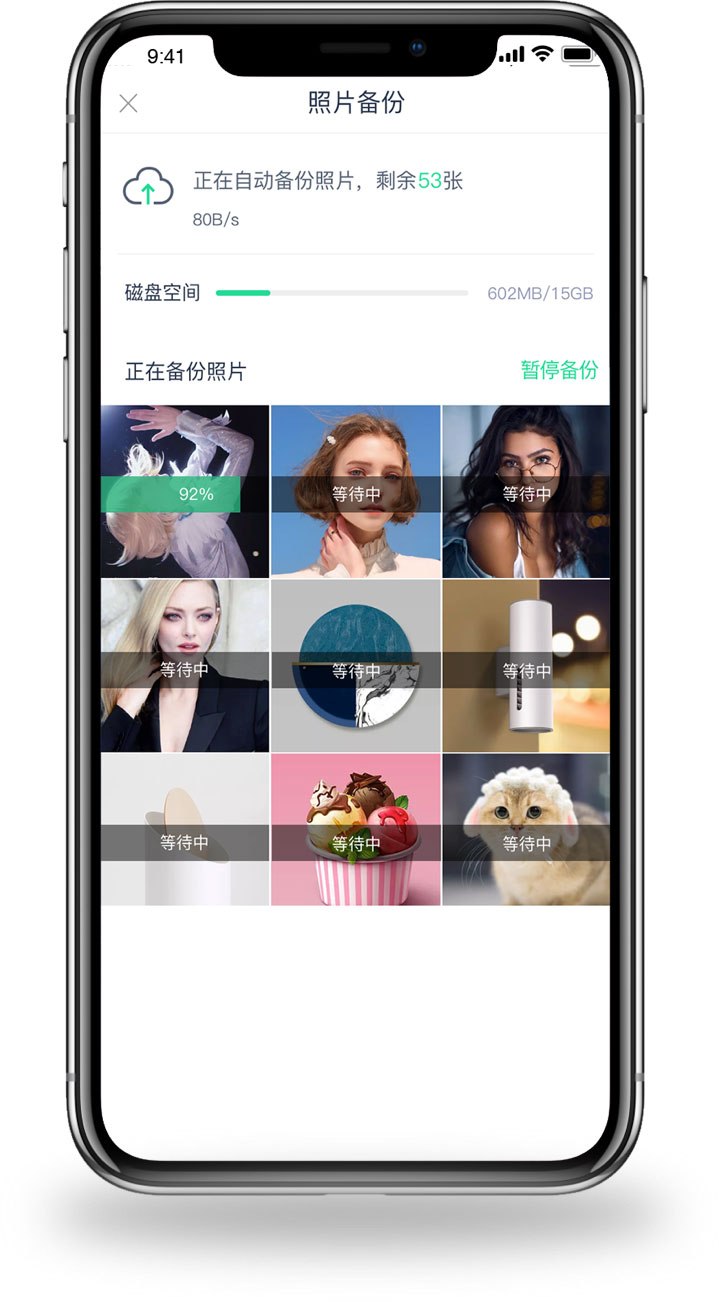 9:41
照片备份
正在自动备份照片，剩余53张
80B/s
磁盘空间 602MB/15GB
正在备份照片 暂停备份
92% 等待中 等待中
等待中 等待中 等待中
等待中 等待中 等待中